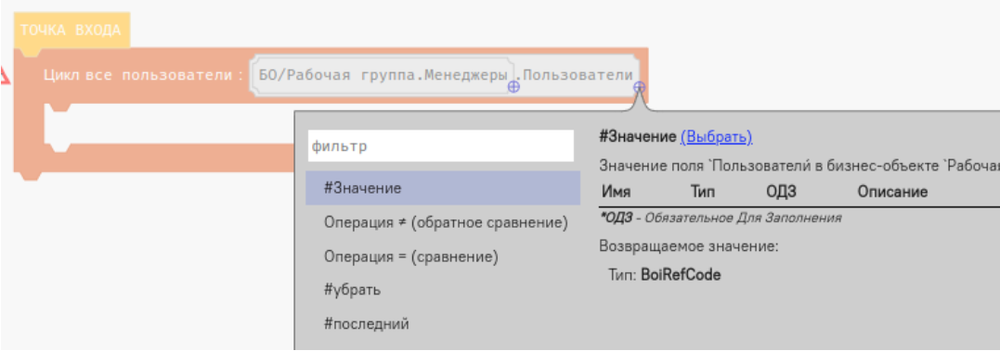 ТОЧКА ВХОДА
Цикл все пользователи : БО/Рабочая группа.Менеджеры .Пользователи
фильтр
#Значение
Операция ≠ (обратное сравнение)
Операция = (сравнение)
#убрать
#последний
#Значение (Выбрать)
Значение поля `Пользователи́ в бизнес-объекте `Рабоча
Имя Тип ОДЗ Описание
*ОДЗ - Обязательное Для Заполнения
Возвращаемое значение:
Тип: BoiRefCode